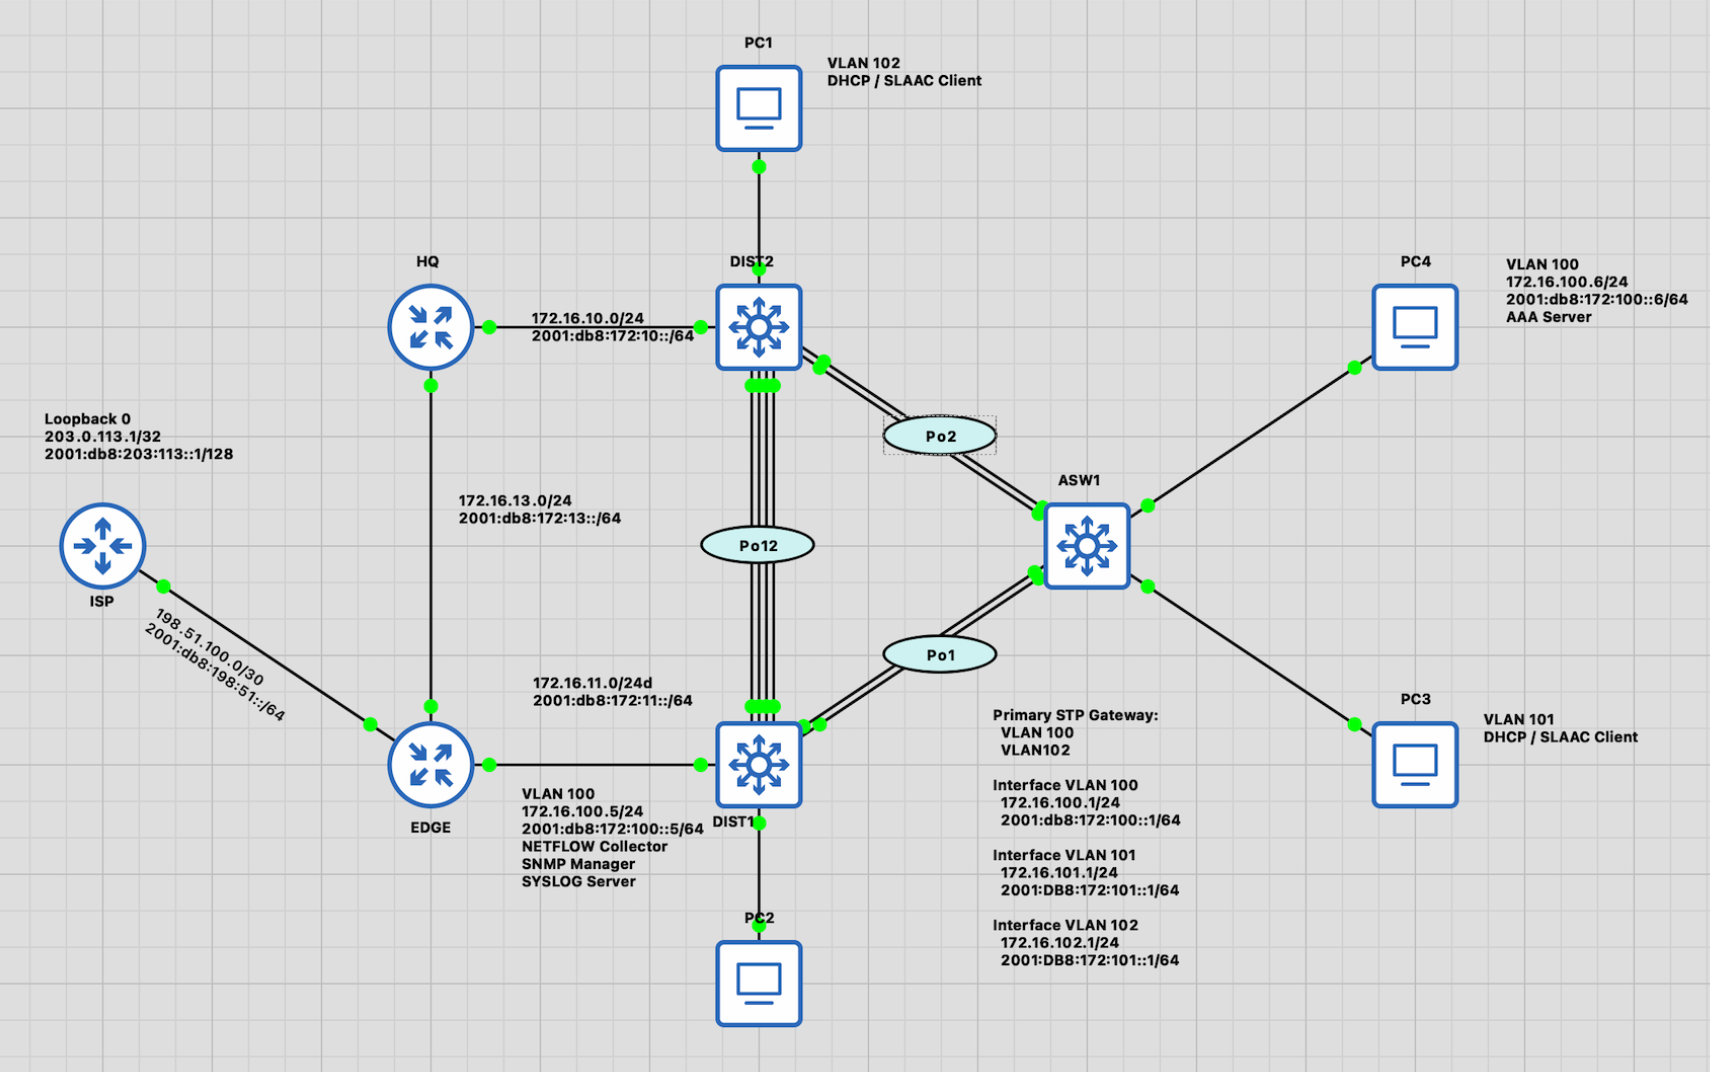 PC1
VLAN 102
DHCP / SLAAC Client
HQ
DIST2
172.16.10.0/24
2001:db8:172:10::/64
PC4
VLAN 100
172.16.100.6/24
2001:db8:172:100::6/64
AAA Server
Loopback 0
203.0.113.1/32
2001:db8:203:113::1/128
Po2
ASW1
172.16.13.0/24
2001:db8:172:13::/64
Po12
ISP
198.51.100.0/30
2001:db8:198:51::/64
Po1
172.16.11.0/24d
2001:db8:172:11::/64
PC3
VLAN 101
DHCP / SLAAC Client
Primary STP Gateway:
VLAN 100
VLAN102
Interface VLAN 100
172.16.100.1/24
2001:db8:172:100::1/64
Interface VLAN 101
172.16.101.1/24
2001:DB8:172:101::1/64
Interface VLAN 102
172.16.102.1/24
2001:DB8:172:101::1/64
EDGE
DIST1
VLAN 100
172.16.100.5/24
2001:db8:172:100::5/64
NETFLOW Collector
SNMP Manager
SYSLOG Server
PC2